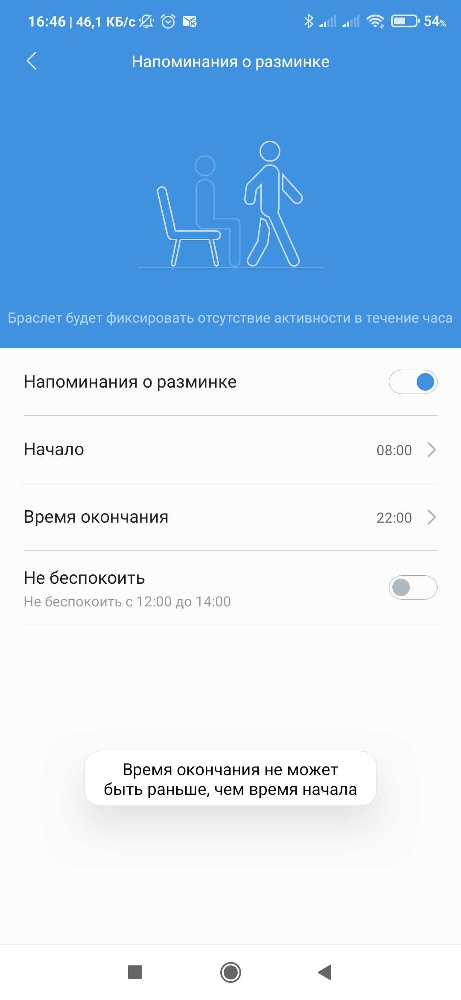 16:46 | 46,1 КБ/с
54%
Напоминания о разминке
Браслет будет фиксировать отсутствие активности в течение часа
Напоминания о разминке
Начало 08:00
Время окончания 22:00
Не беспокоить
Не беспокоить с 12:00 до 14:00
Время окончания не может
быть раньше, чем время начала